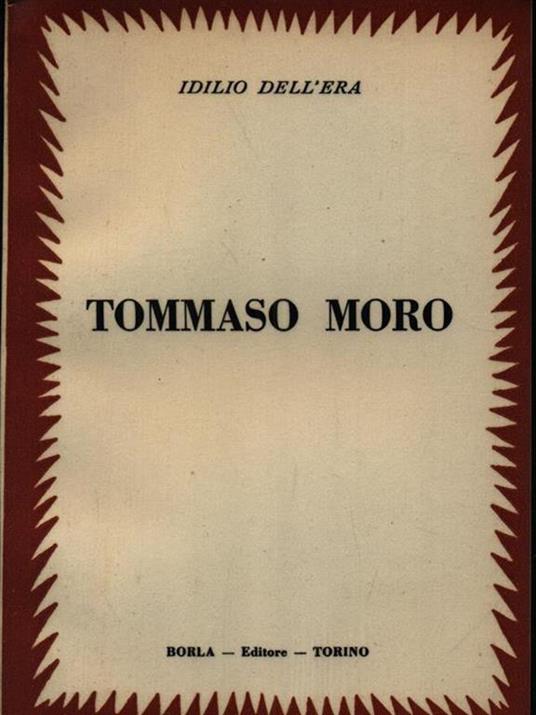 IDILIO DELL'ERA
TOMMASO MORO
BORLA — Editore — TORINO